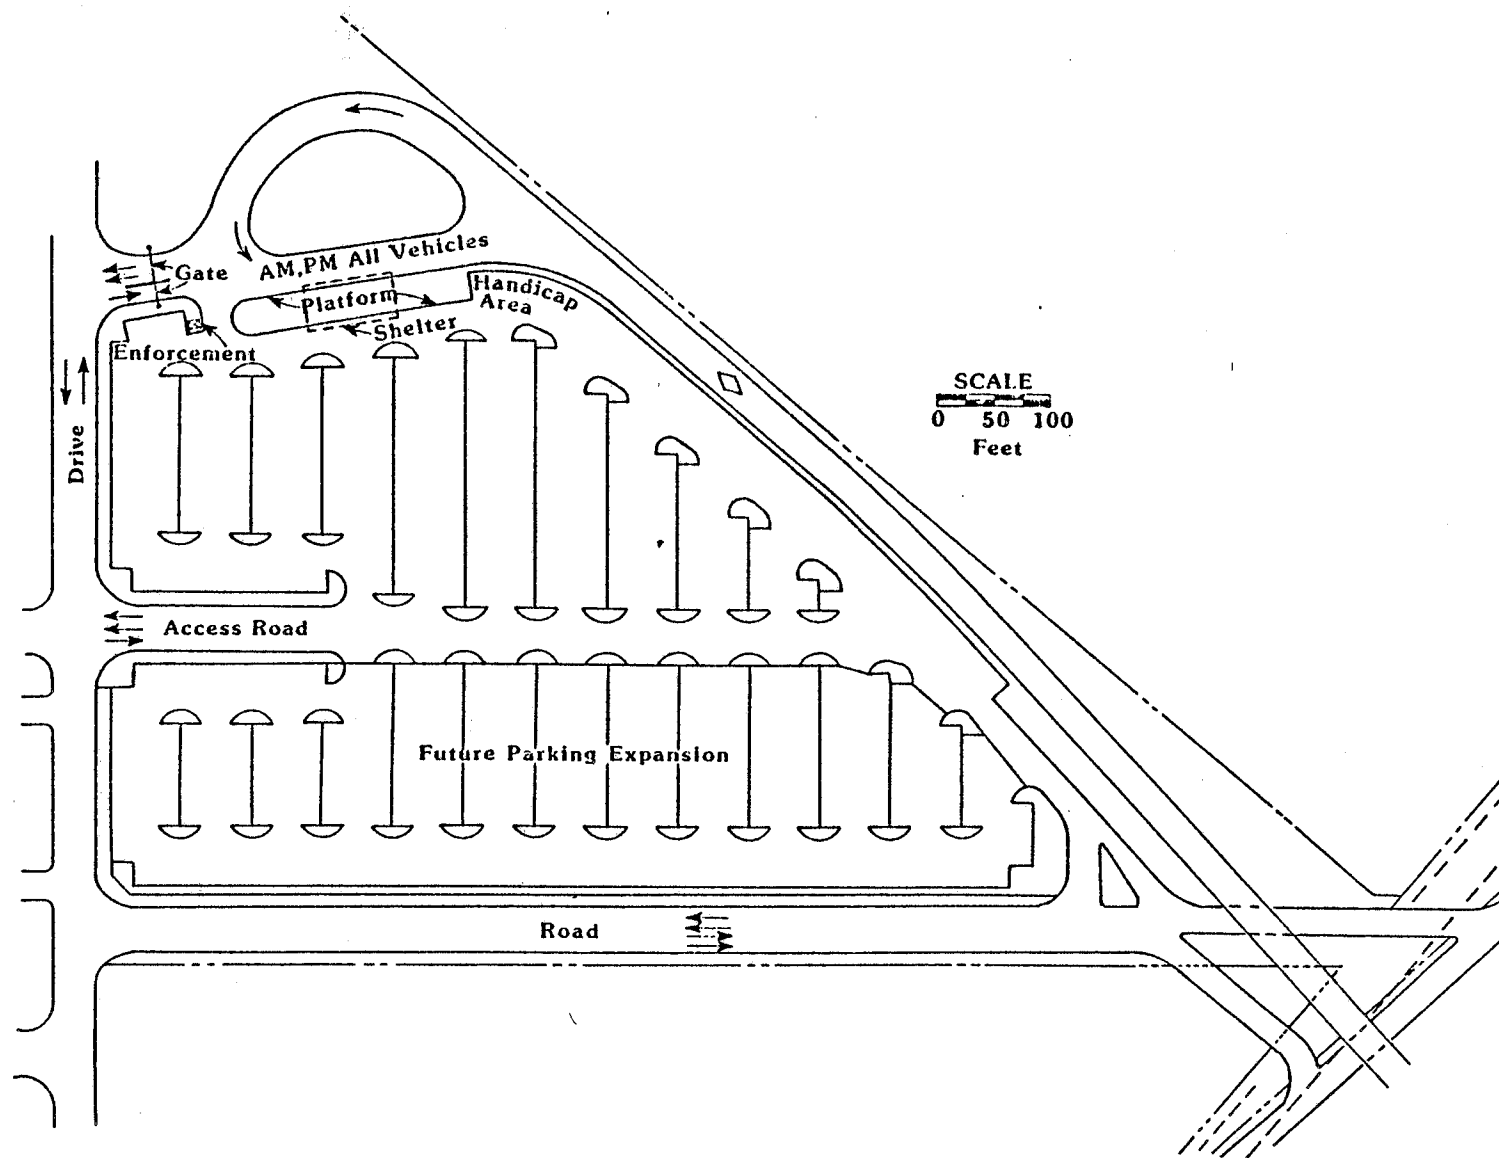 AM,PM All Vehicles
Gate
Platform
Handicap
Area
Shelter
Enforcement
SCALE
0 50 100
Feet
Drive
Access Road
Future Parking Expansion
Road